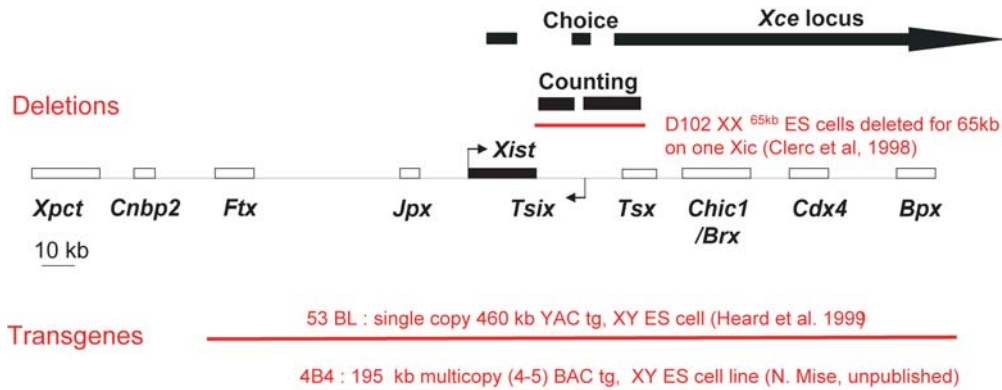 Choice
Xce locus
Counting
Deletions
D102 XX 65kb ES cells deleted for 65kb
on one Xic (Clerc et al, 1998)
Xist
Xpct Cnbp2 Ftx Jpx Tsix Tsx Chic1 Cdx4 Bpx
/Brx
10 kb
53 BL : single copy 460 kb YAC tg, XY ES cell (Heard et al. 1999)
Transgenes
4B4 : 195 kb multicopy (4-5) BAC tg, XY ES cell line (N. Mise, unpublished)